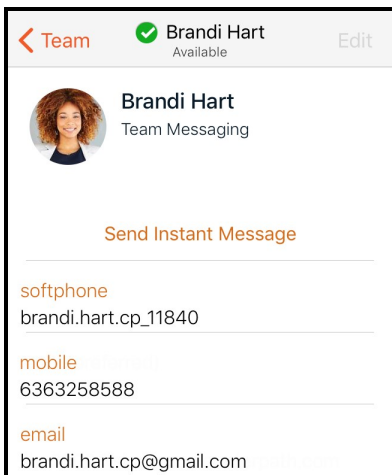 Team
Brandi Hart
Available
Edit
Brandi Hart
Team Messaging
Send Instant Message
softphone
brandi.hart.cp_11840
mobile
6363258588
email
brandi.hart.cp@gmail.com